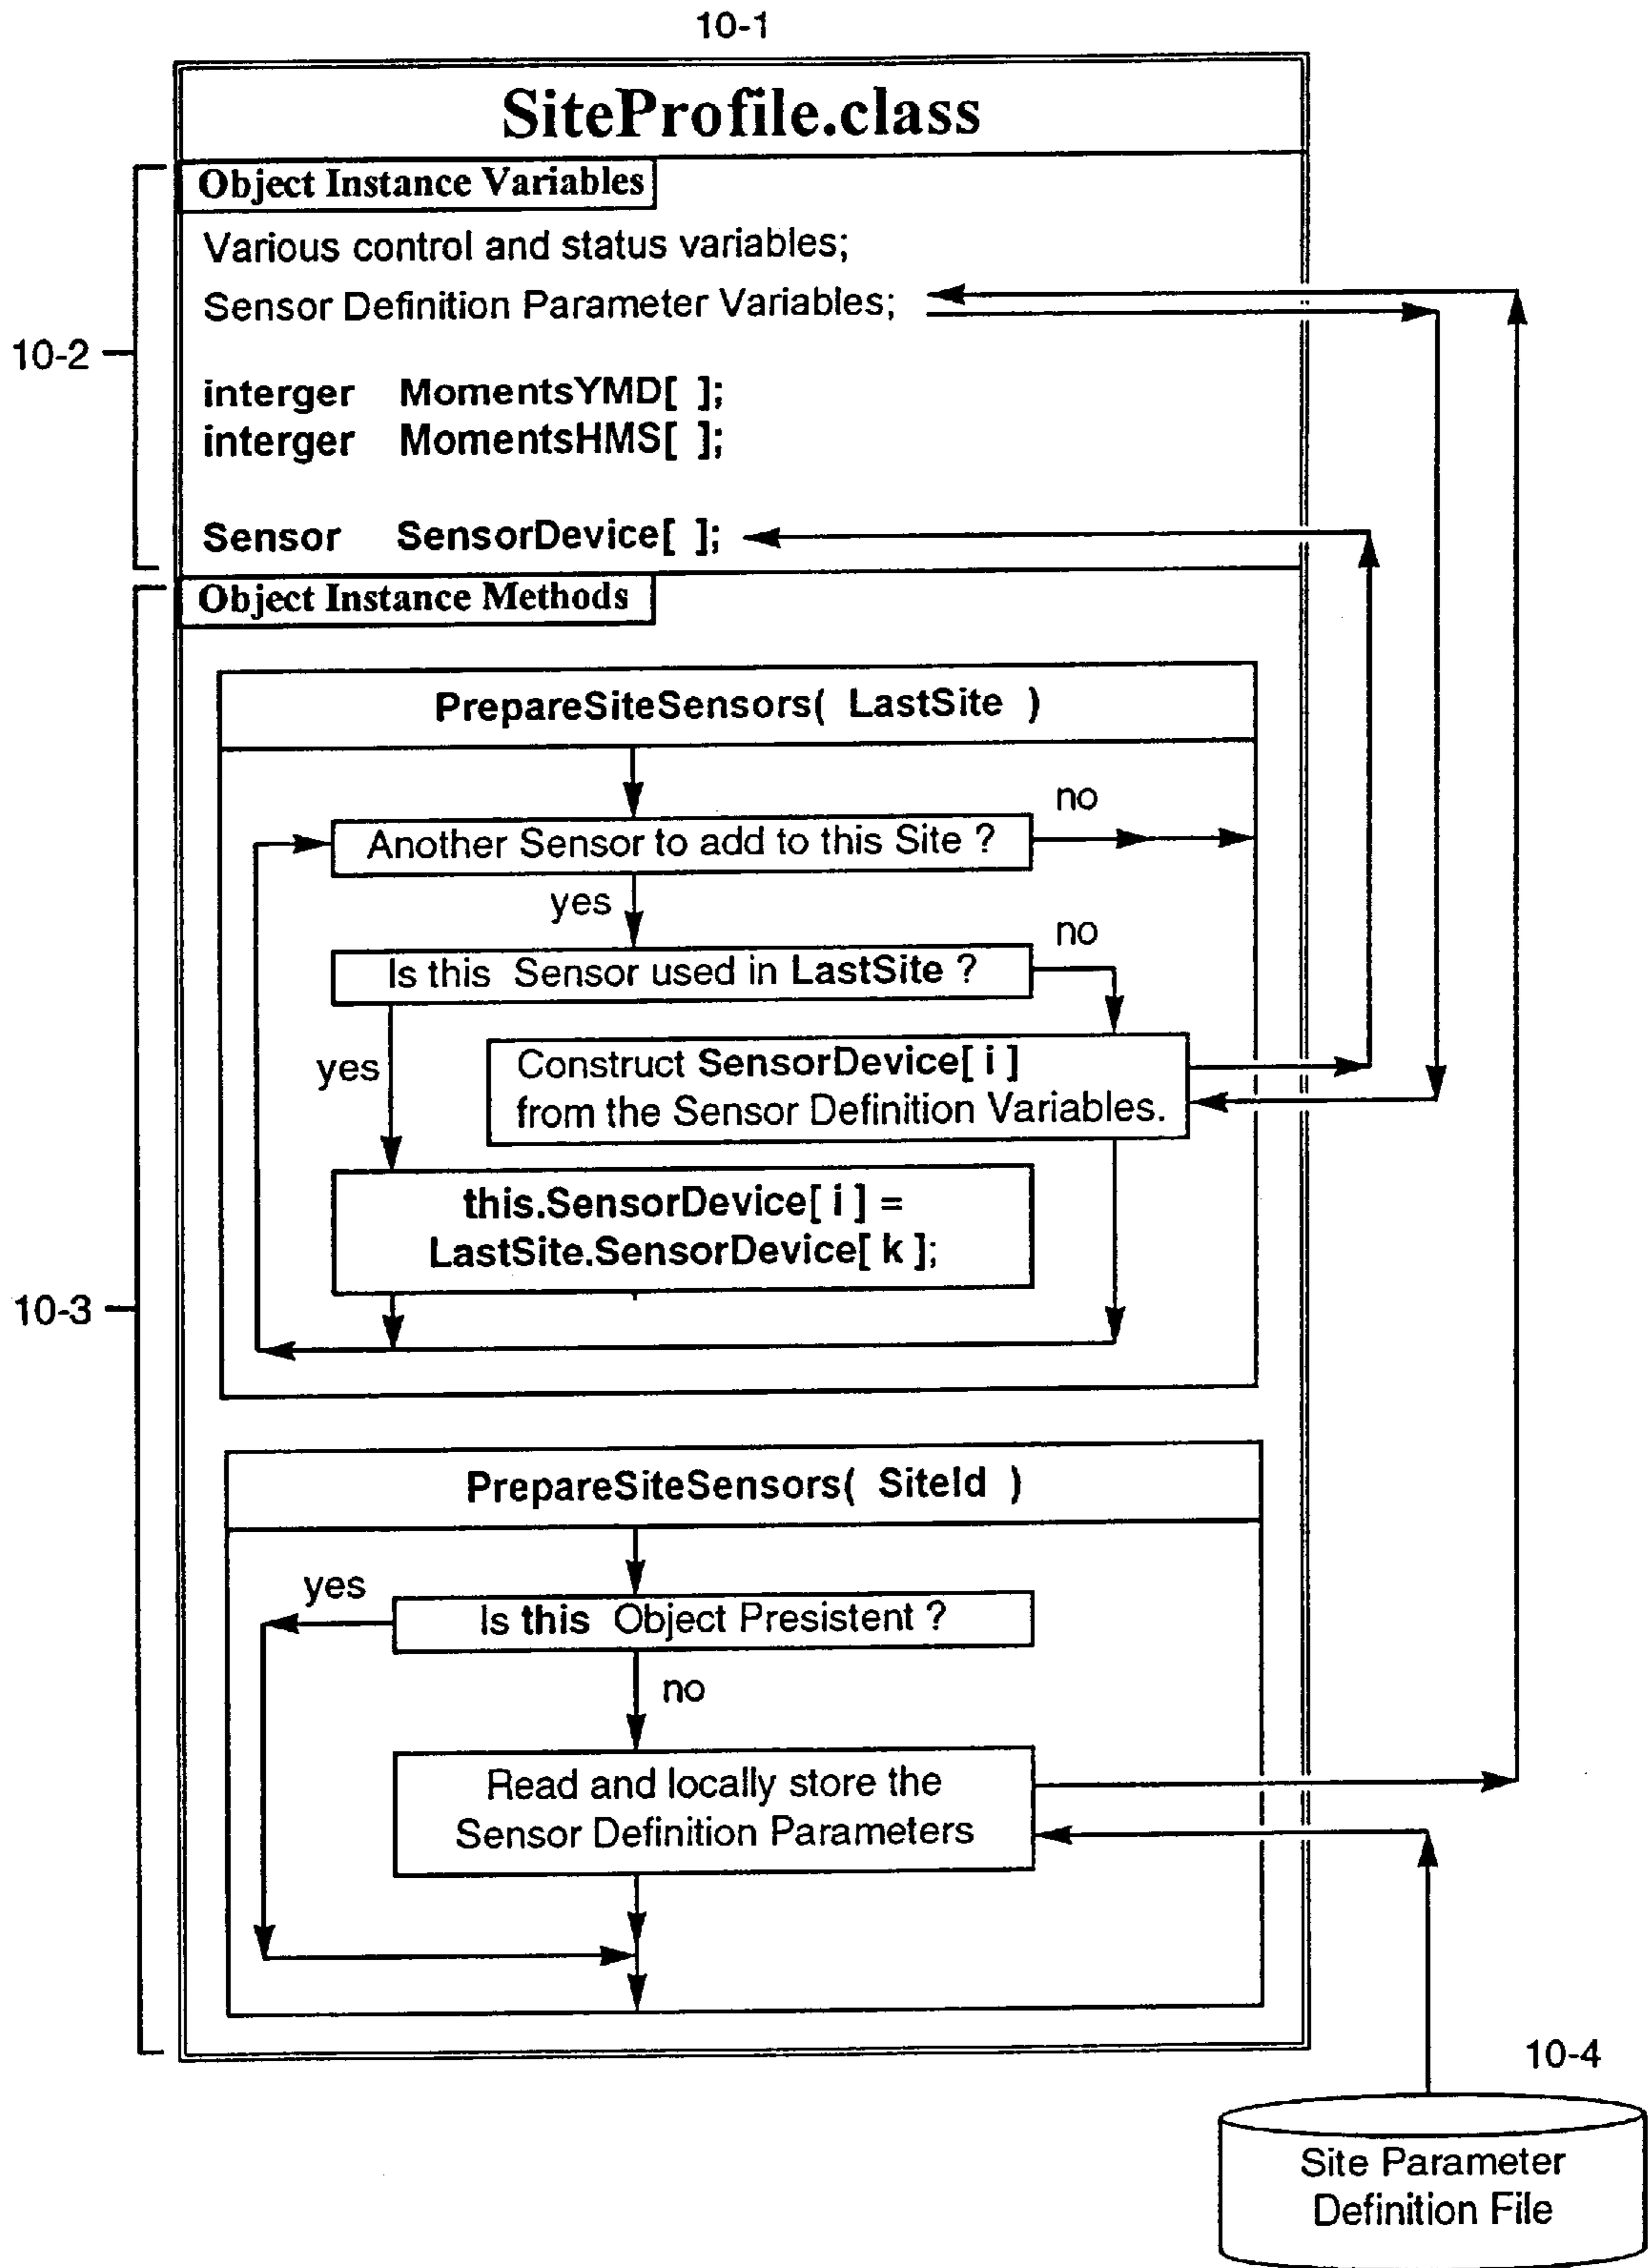 10-1
SiteProfile.class
Object Instance Variables
Various control and status variables;
Sensor Definition Parameter Variables;
10-2
interger MomentsYMD[ ];
interger MomentsHMS[ ];
Sensor SensorDevice[ ];
Object Instance Methods
PrepareSiteSensors( LastSite )
no
Another Sensor to add to this Site ?
yes
no
Is this Sensor used in LastSite ?
yes
Construct SensorDevice[ i ]
from the Sensor Definition Variables.
this.SensorDevice[ i ] =
LastSite.SensorDevice[ k ];
10-3
PrepareSiteSensors( SiteId )
yes
Is this Object Presistent ?
no
Read and locally store the
Sensor Definition Parameters
10-4
Site Parameter
Definition File